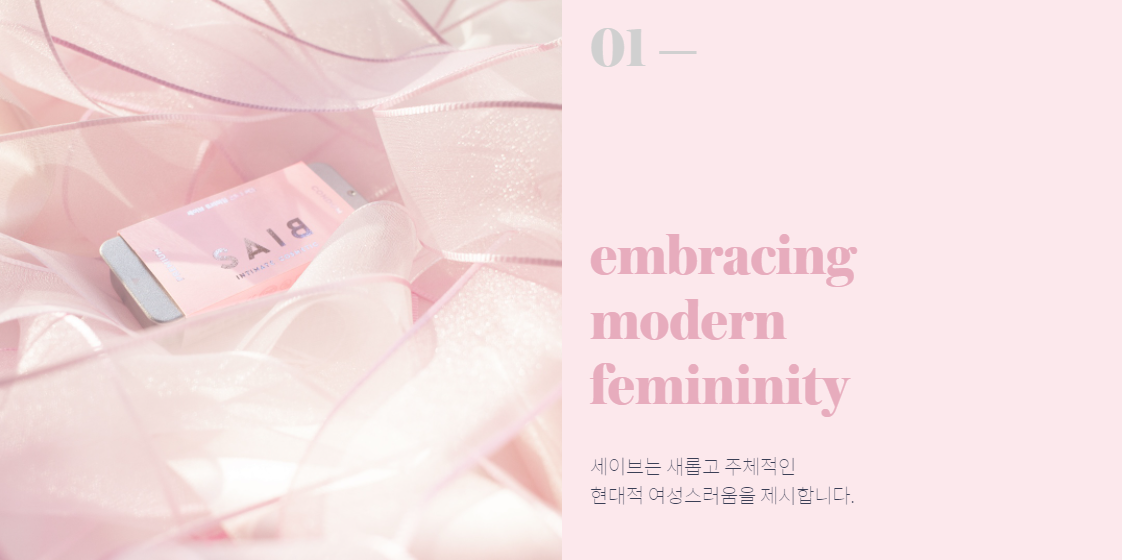 01 —
SAIB
embracing
modern
femininity
세이브는 새롭고 주체적인
현대적 여성스러움을 제시합니다.